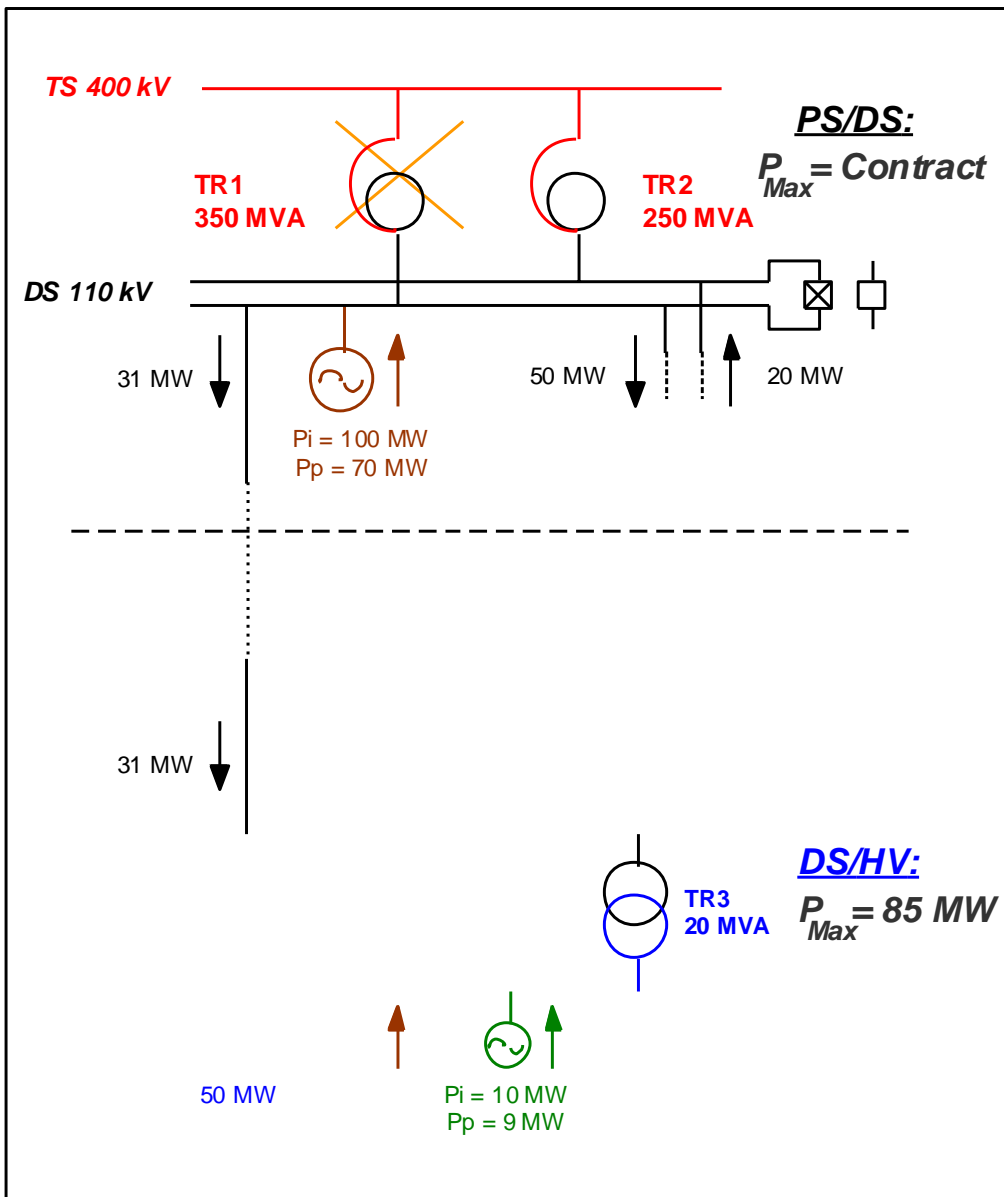 TS 400 kV
PS/DS:
PMax = Contract
TR1
350 MVA
TR2
250 MVA
DS 110 kV
31 MW
50 MW
20 MW
Pi = 100 MW
Pp = 70 MW
31 MW
DS/HV:
PMax = 85 MW
TR3
20 MVA
50 MW
Pi = 10 MW
Pp = 9 MW